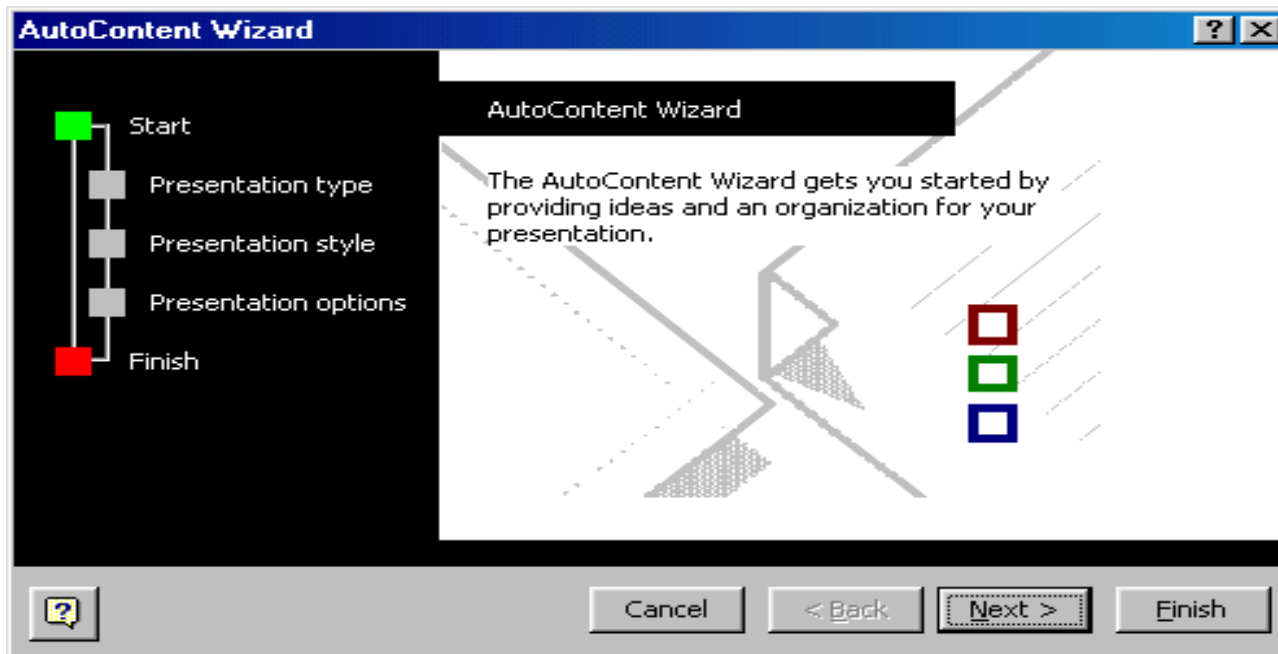 AutoContent Wizard
?
Start
Presentation type
Presentation style
Presentation options
Finish
AutoContent Wizard
The AutoContent Wizard gets you started by
providing ideas and an organization for your
presentation.
?
Cancel
< Back
Next >
Finish